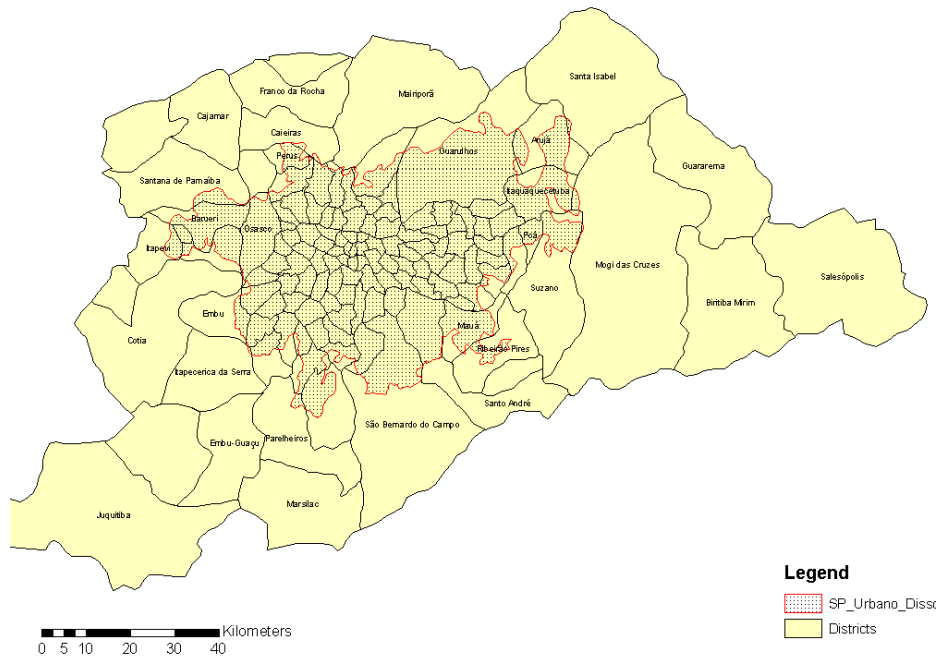 Santa Isabel
Franco da Rocha
Mairiporã
Cajamar
Caieiras
Arujá
Guarulhos
Perus
Guararema
Santana de Parnaíba
Itaquaquecetuba
Barueri
Osasco
Poá
Itapevi
Mogi das Cruzes
Salesópolis
Suzano
Biritiba Mirim
Embu
Mauá
Cotia
Ribeirão Pires
Itapecerica da Serra
Santo André
São Bernardo do Campo
Embu-Guaçu
Parelheiros
Marsilac
Juquitiba
Legend
SP_Urbano_Disso
Districts
Kilometers
0 5 10 20 30 40